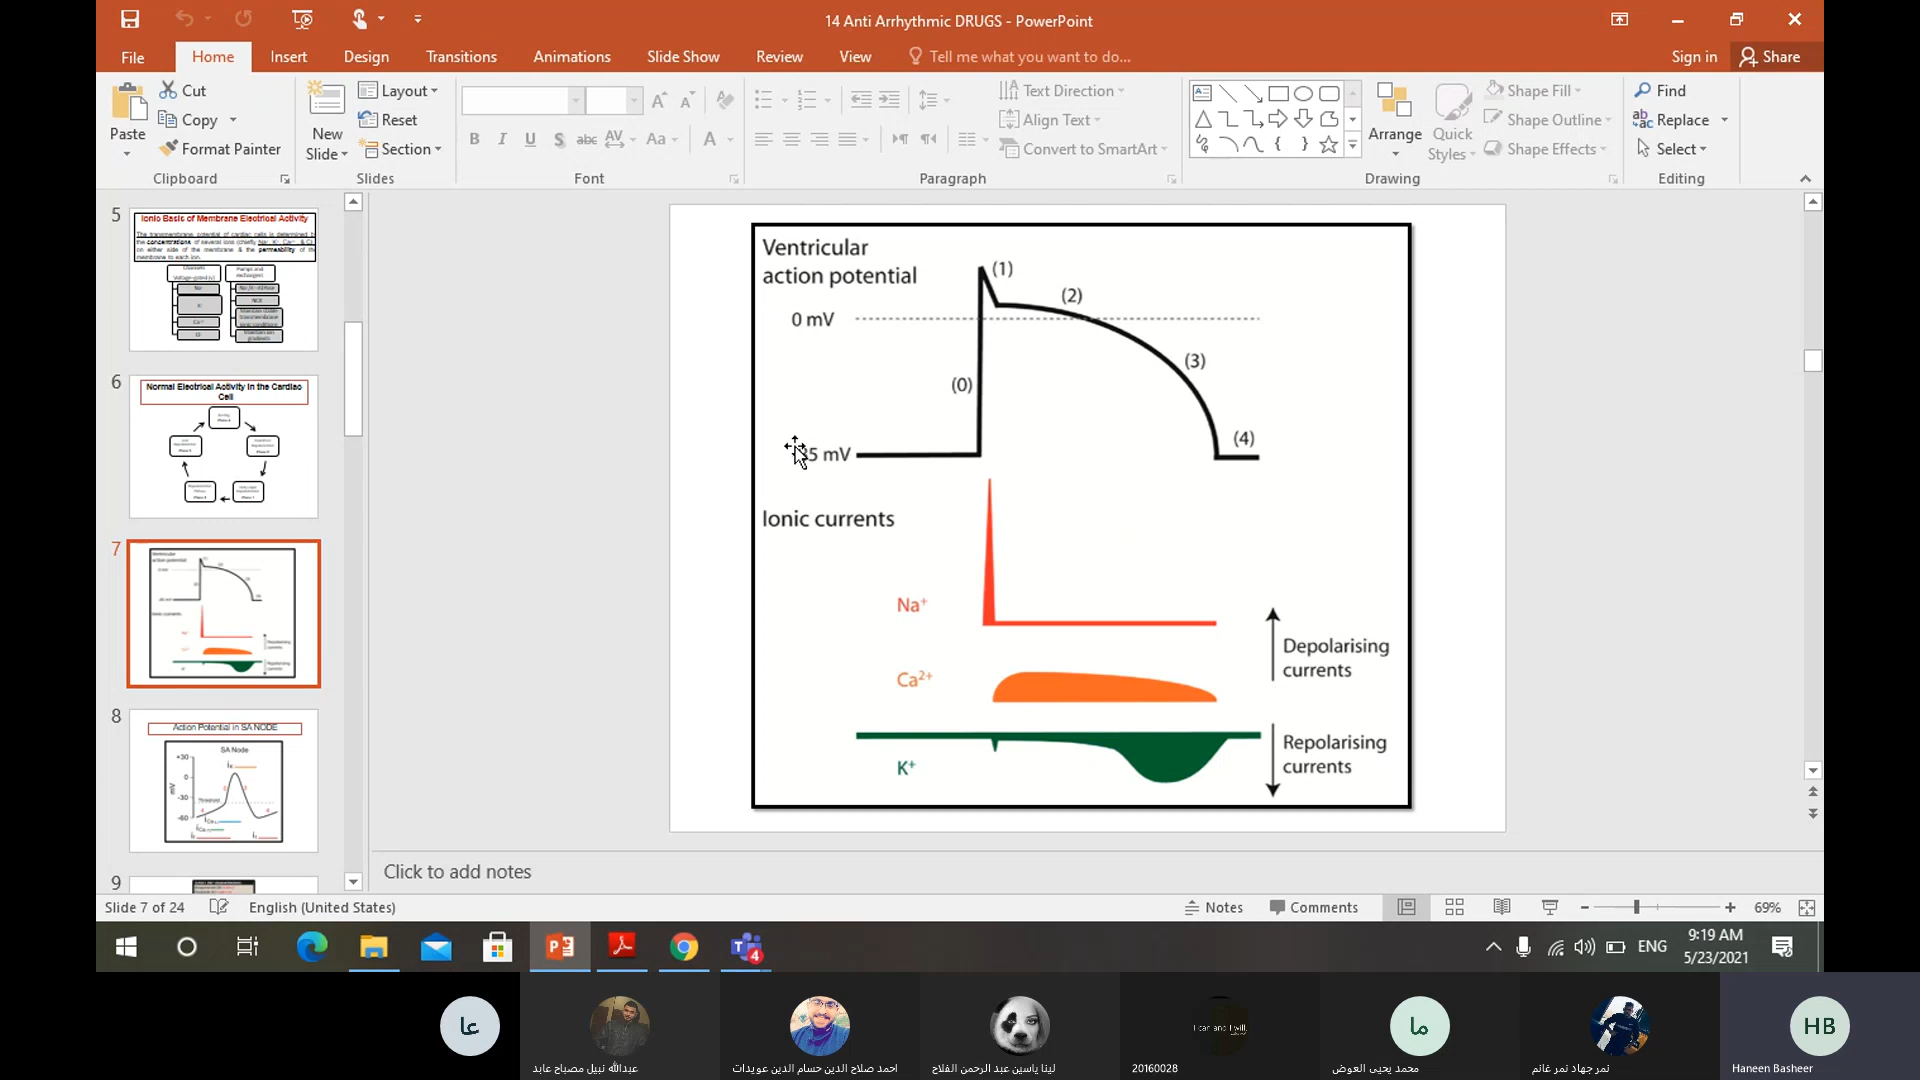 14 Anti Arrhythmic DRUGS - PowerPoint
File
Home
Insert
Design
Transitions
Animations
Slide Show
Review
View
Tell me what you want to do...
Sign in
Share
Paste
Cut
Copy
Format Painter
Clipboard
New
Slide
Layout
Reset
Section
Slides
Font
Text Direction
Align Text
Convert to SmartArt
Paragraph
Arrange
Quick
Styles
Shape Fill
Shape Outline
Shape Effects
Drawing
Find
Replace
Select
Editing
5
Ionic Basis of Membrane Electrical Activity
6
Normal Electrical Activity in the Cardiac
Cell
7
8
Action Potential in SA NODE
SA Node
9
Ventricular
action potential
(1)
(2)
0 mV
(3)
(0)
(4)
85 mV
Ionic currents
Na+
Depolarising
currents
Ca2+
Repolarising
currents
K+
Click to add notes
Slide 7 of 24
English (United States)
Notes
Comments
69%
ENG
9:19 AM
5/23/2021
4
عا
I can and I will.
ما
HB
عبدالله نبيل مصباح عابد
احمد صلاح الدين حسام الدين عويدات
لينا ياسين عبد الرحمن الفلاح
20160028
محمد يحيى العوض
نمر جهاد نمر غانم
Haneen Basheer